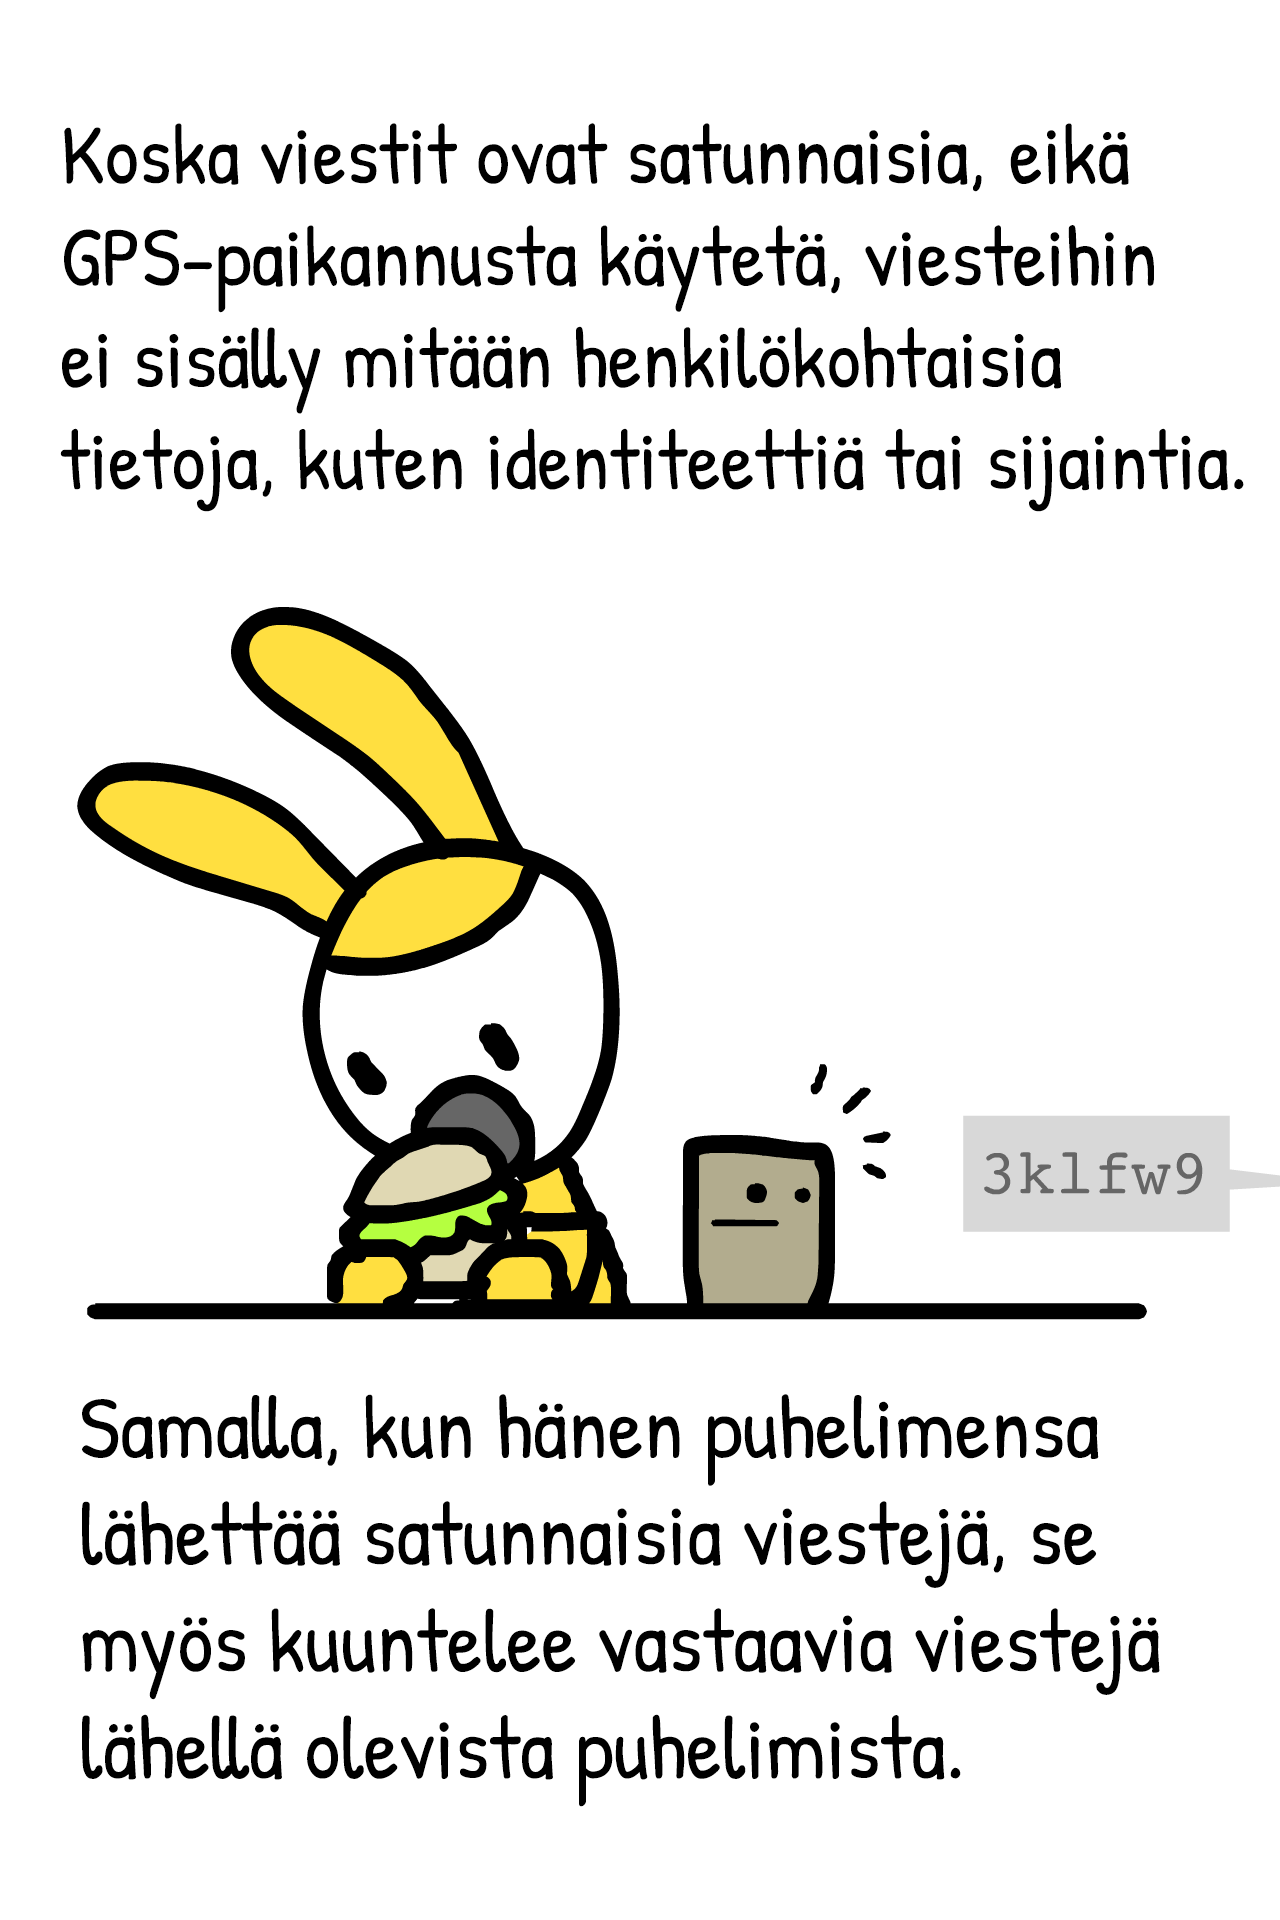 Koska viestit ovat satunnaisia, eikä
GPS-paikannusta käytetä, viesteihin
ei sisälly mitään henkilökohtaisia
tietoja, kuten identiteettiä tai sijaintia.
3klfw9
Samalla, kun hänen puhelimensa
lähettää satunnaisia viestejä, se
myös kuuntelee vastaavia viestejä
lähellä olevista puhelimista.